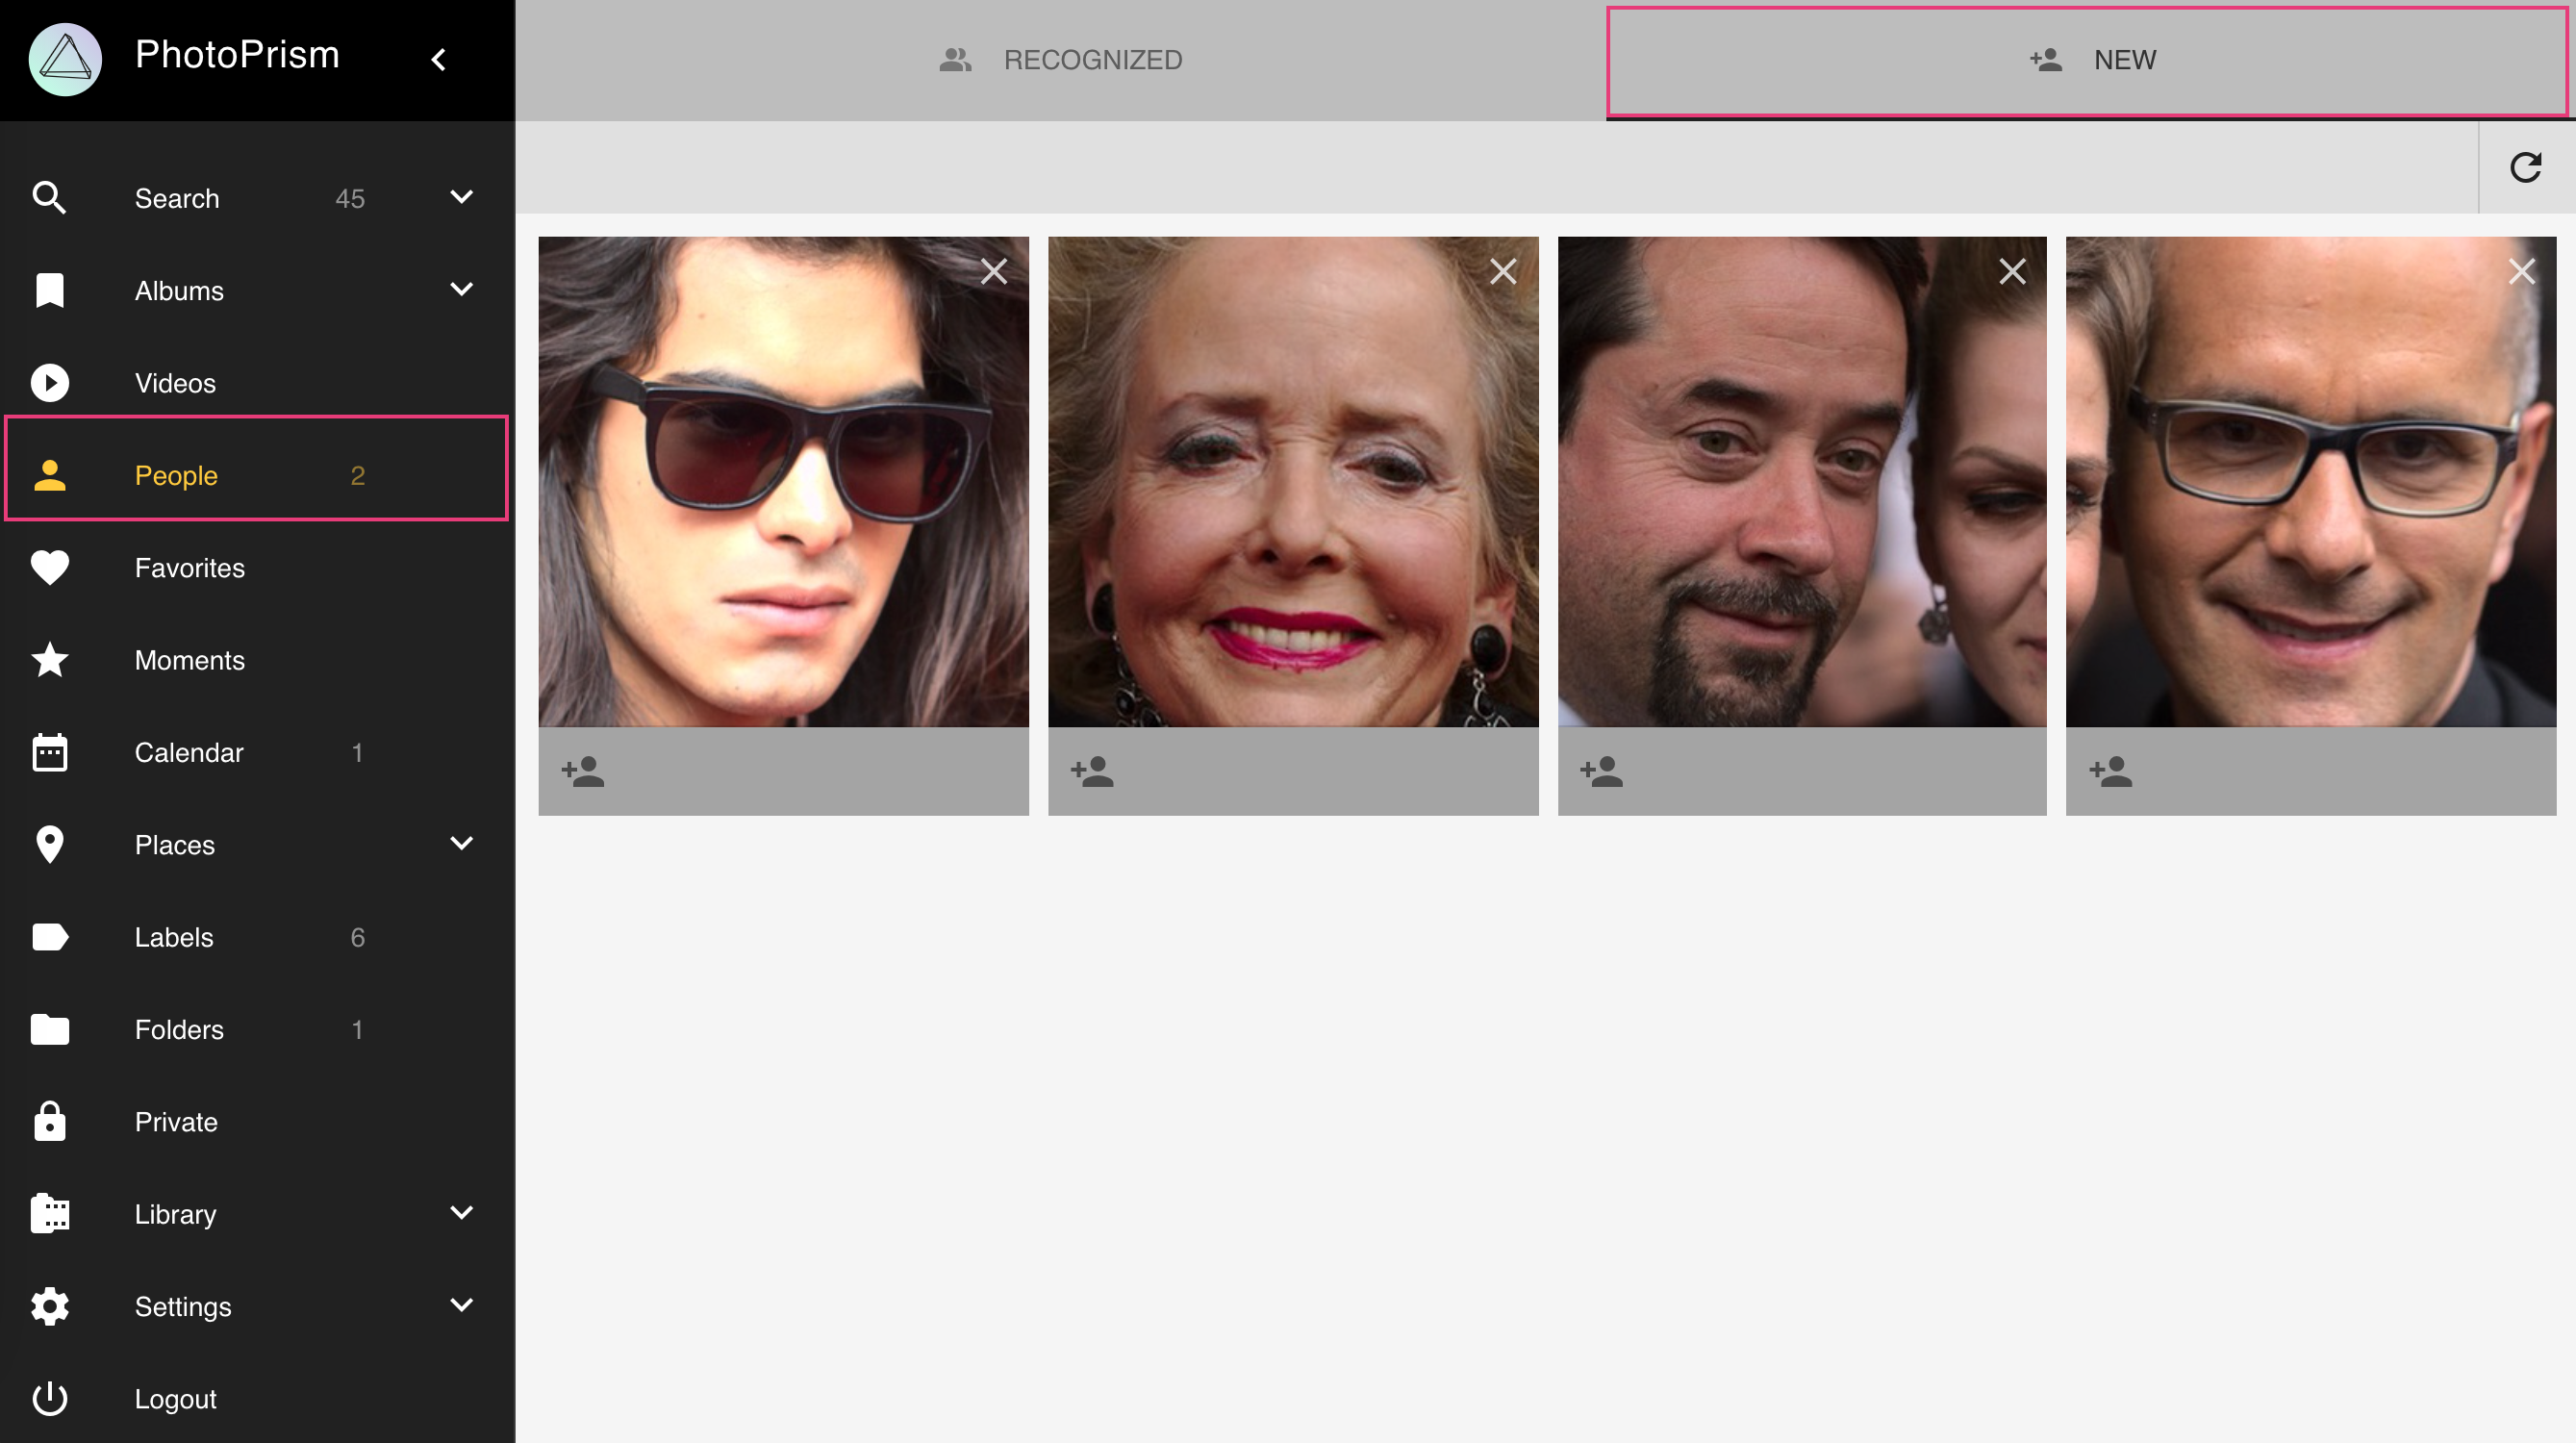 PhotoPrism
RECOGNIZED
NEW
Search 45
Albums
Videos
People 2
Favorites
Moments
Calendar 1
Places
Labels 6
Folders 1
Private
Library
Settings
Logout